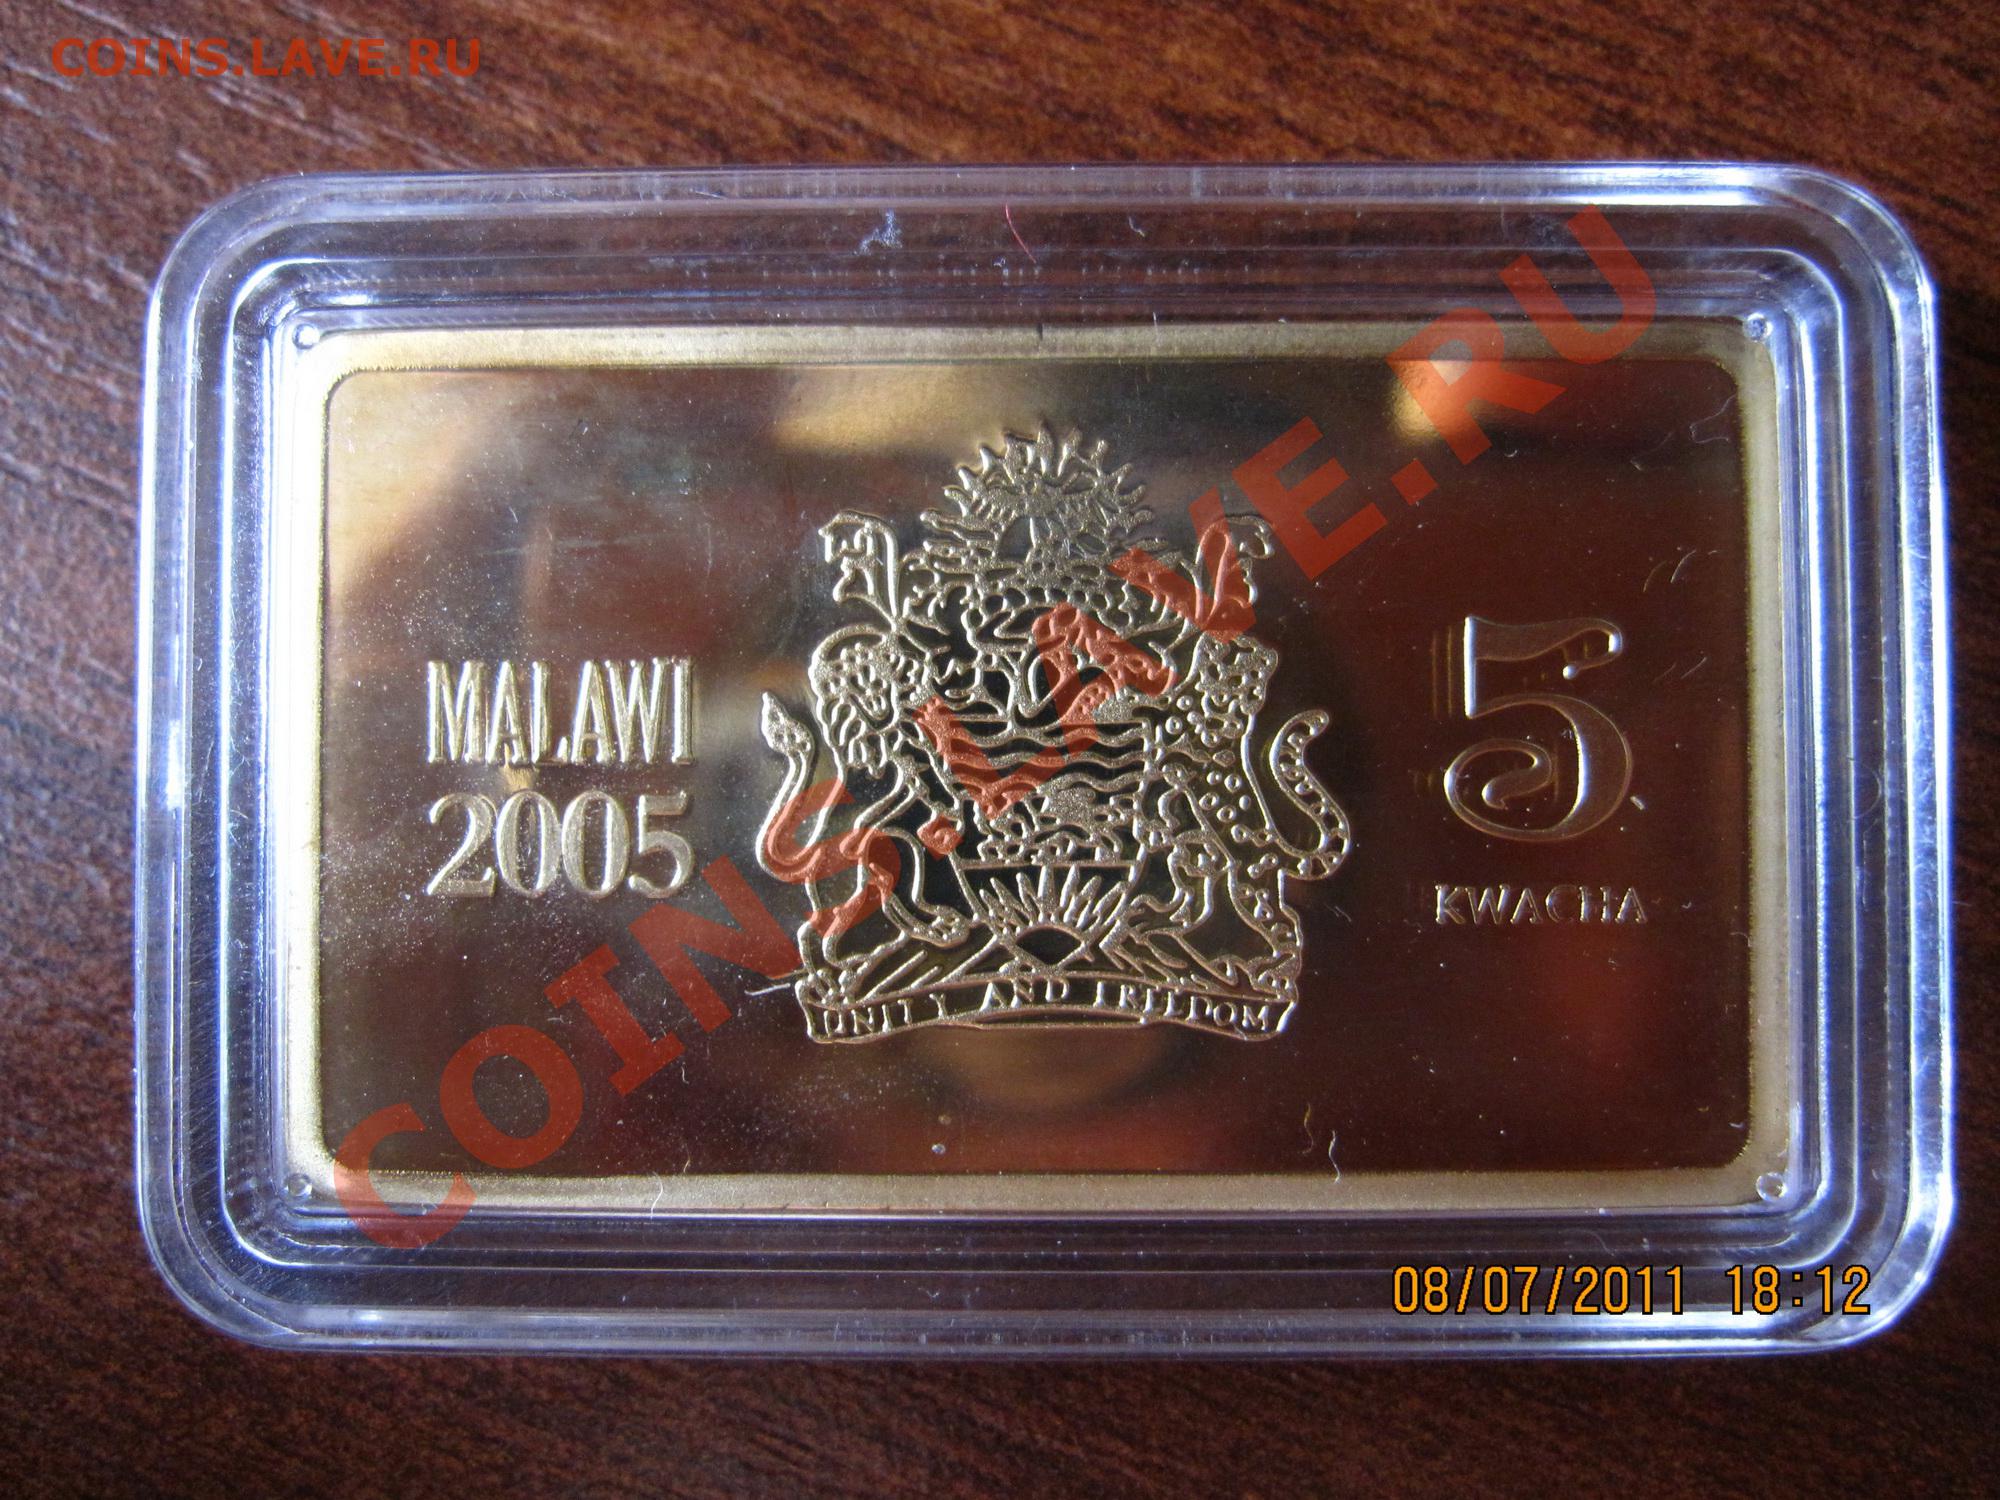 COINS.LAVE.RU
MALAWI
2005
5
KWACHA
UNITY AND FREEDOM
COINS.LAVE.RU
08/07/2011 18:12